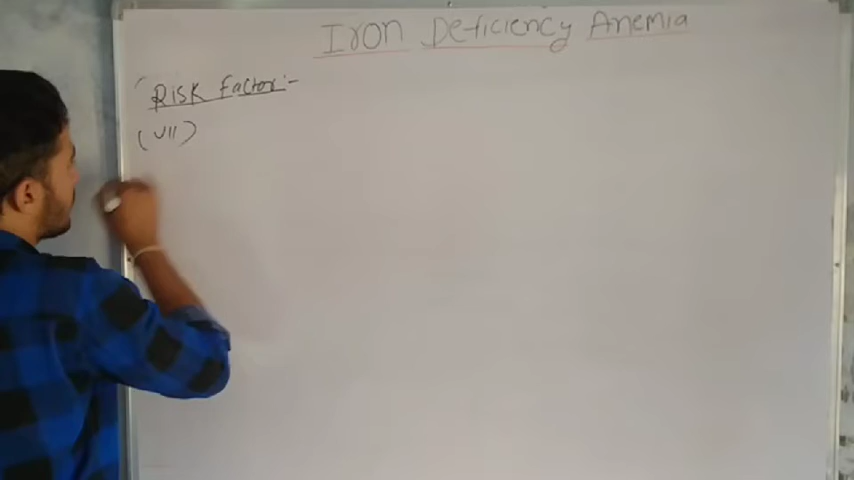 Iron Deficiency Anemia
Risk factor:-
(VII)